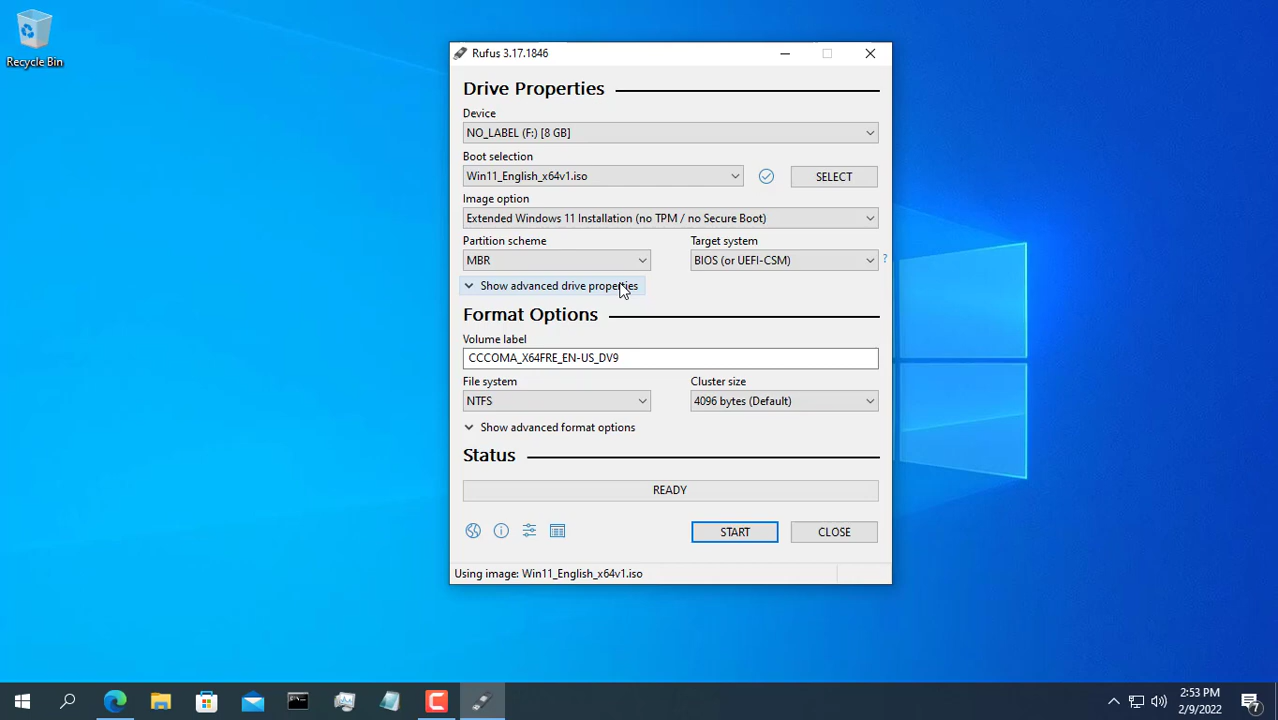 Recycle Bin
Rufus 3.17.1846
Drive Properties
Device
NO_LABEL (F:) [8 GB]
Boot selection
Win11_English_x64v1.iso
SELECT
Image option
Extended Windows 11 Installation (no TPM / no Secure Boot)
Partition scheme
Target system
MBR
BIOS (or UEFI-CSM)
?
Show advanced drive properties
Format Options
Volume label
CCCOMA_X64FRE_EN-US_DV9
File system
Cluster size
NTFS
4096 bytes (Default)
Show advanced format options
Status
READY
START
CLOSE
Using image: Win11_English_x64v1.iso
2:53 PM
2/9/2022
7